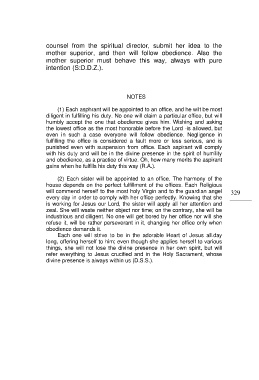 counsel from the spiritual director, submit her idea to the
mother superior, and then will follow obedience. Also the
mother superior must behave this way, always with pure
intention (S:D.D.Z.).
NOTES
(1) Each asphirant will be appointed to an office, and he will be most
diligent in fulfilling his duty. No one will claim a particular office, but will
humbly accept the one that obedience gives him. Wishing and asking
the lowest office as the most honorable before the Lord is allowed, but
even in such a case everyone will follow obedience. Negligence in
fulfilling the office is considered a fault more or less serious, and is
punished even with suspension from office. Each aspirant will comply
with his duty and will be in the divine presence in the spirit of humility
and obedience, as a practice of virtue. Oh, how many merits the aspirant
gains when he fulfills his duty this way (R.A.).
(2) Each sister will be appointed to an office. The harmony of the
house depends on the perfect fulfillment of the offices. Each Religious
will commend herself to the most holy Virgin and to the guardian angel
every day in order to comply with her office perfectly. Knowing that she
is working for Jesus our Lord, the sister will apply all her attention and
zeal. She will waste neither object nor time; on the contrary, she will be
industrious and diligent. No one will get bored by her office nor will she
refuse it; will be rather perseverant in it, changing her office only when
obedience demands it.
Each one will strive to be in the adorable Heart of Jesus all day
long, offering herself to him; even though she applies herself to various
things, she will not lose the divine presence in her own spirit, but will
refer everything to Jesus crucified and in the Holy Sacrament, whose
divine presence is always within us (D.S.S.).
329